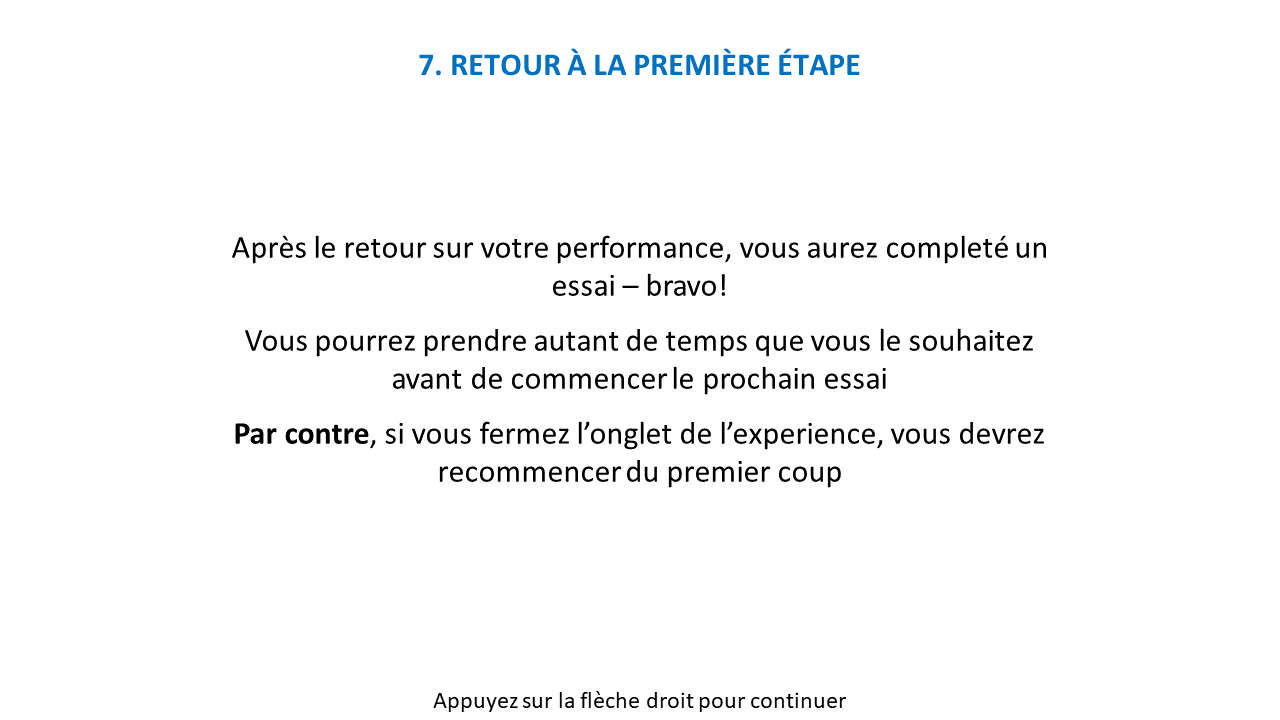 7. RETOUR À LA PREMIÈRE ÉTAPE
Après le retour sur votre performance, vous aurez completé un
essai – bravo!
Vous pourrez prendre autant de temps que vous le souhaitez
avant de commencer le prochain essai
Par contre, si vous fermez l’onglet de l’experience, vous devrez
recommencer du premier coup
Appuyez sur la flèche droit pour continuer